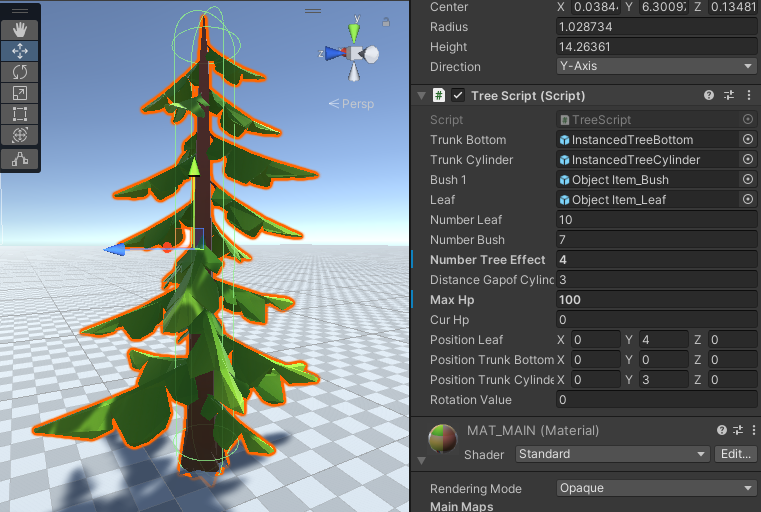 y
z
Persp
Center X 0.0384 Y 6.3009 Z 0.13481
Radius 1.028734
Height 14.26361
Direction Y-Axis
# Tree Script (Script)
Script TreeScript
Trunk Bottom InstancedTreeBottom
Trunk Cylinder InstancedTreeCylinder
Bush 1 Object Item_Bush
Leaf Object Item_Leaf
Number Leaf 10
Number Bush 7
Number Tree Effect 4
Distance Gapof Cylinc 3
Max Hp 100
Cur Hp 0
Position Leaf X 0 Y 4 Z 0
Position Trunk Bottom X 0 Y 0 Z 0
Position Trunk Cylinde X 0 Y 3 Z 0
Rotation Value 0
MAT_MAIN (Material)
Shader Standard Edit...
Rendering Mode Opaque
Main Maps